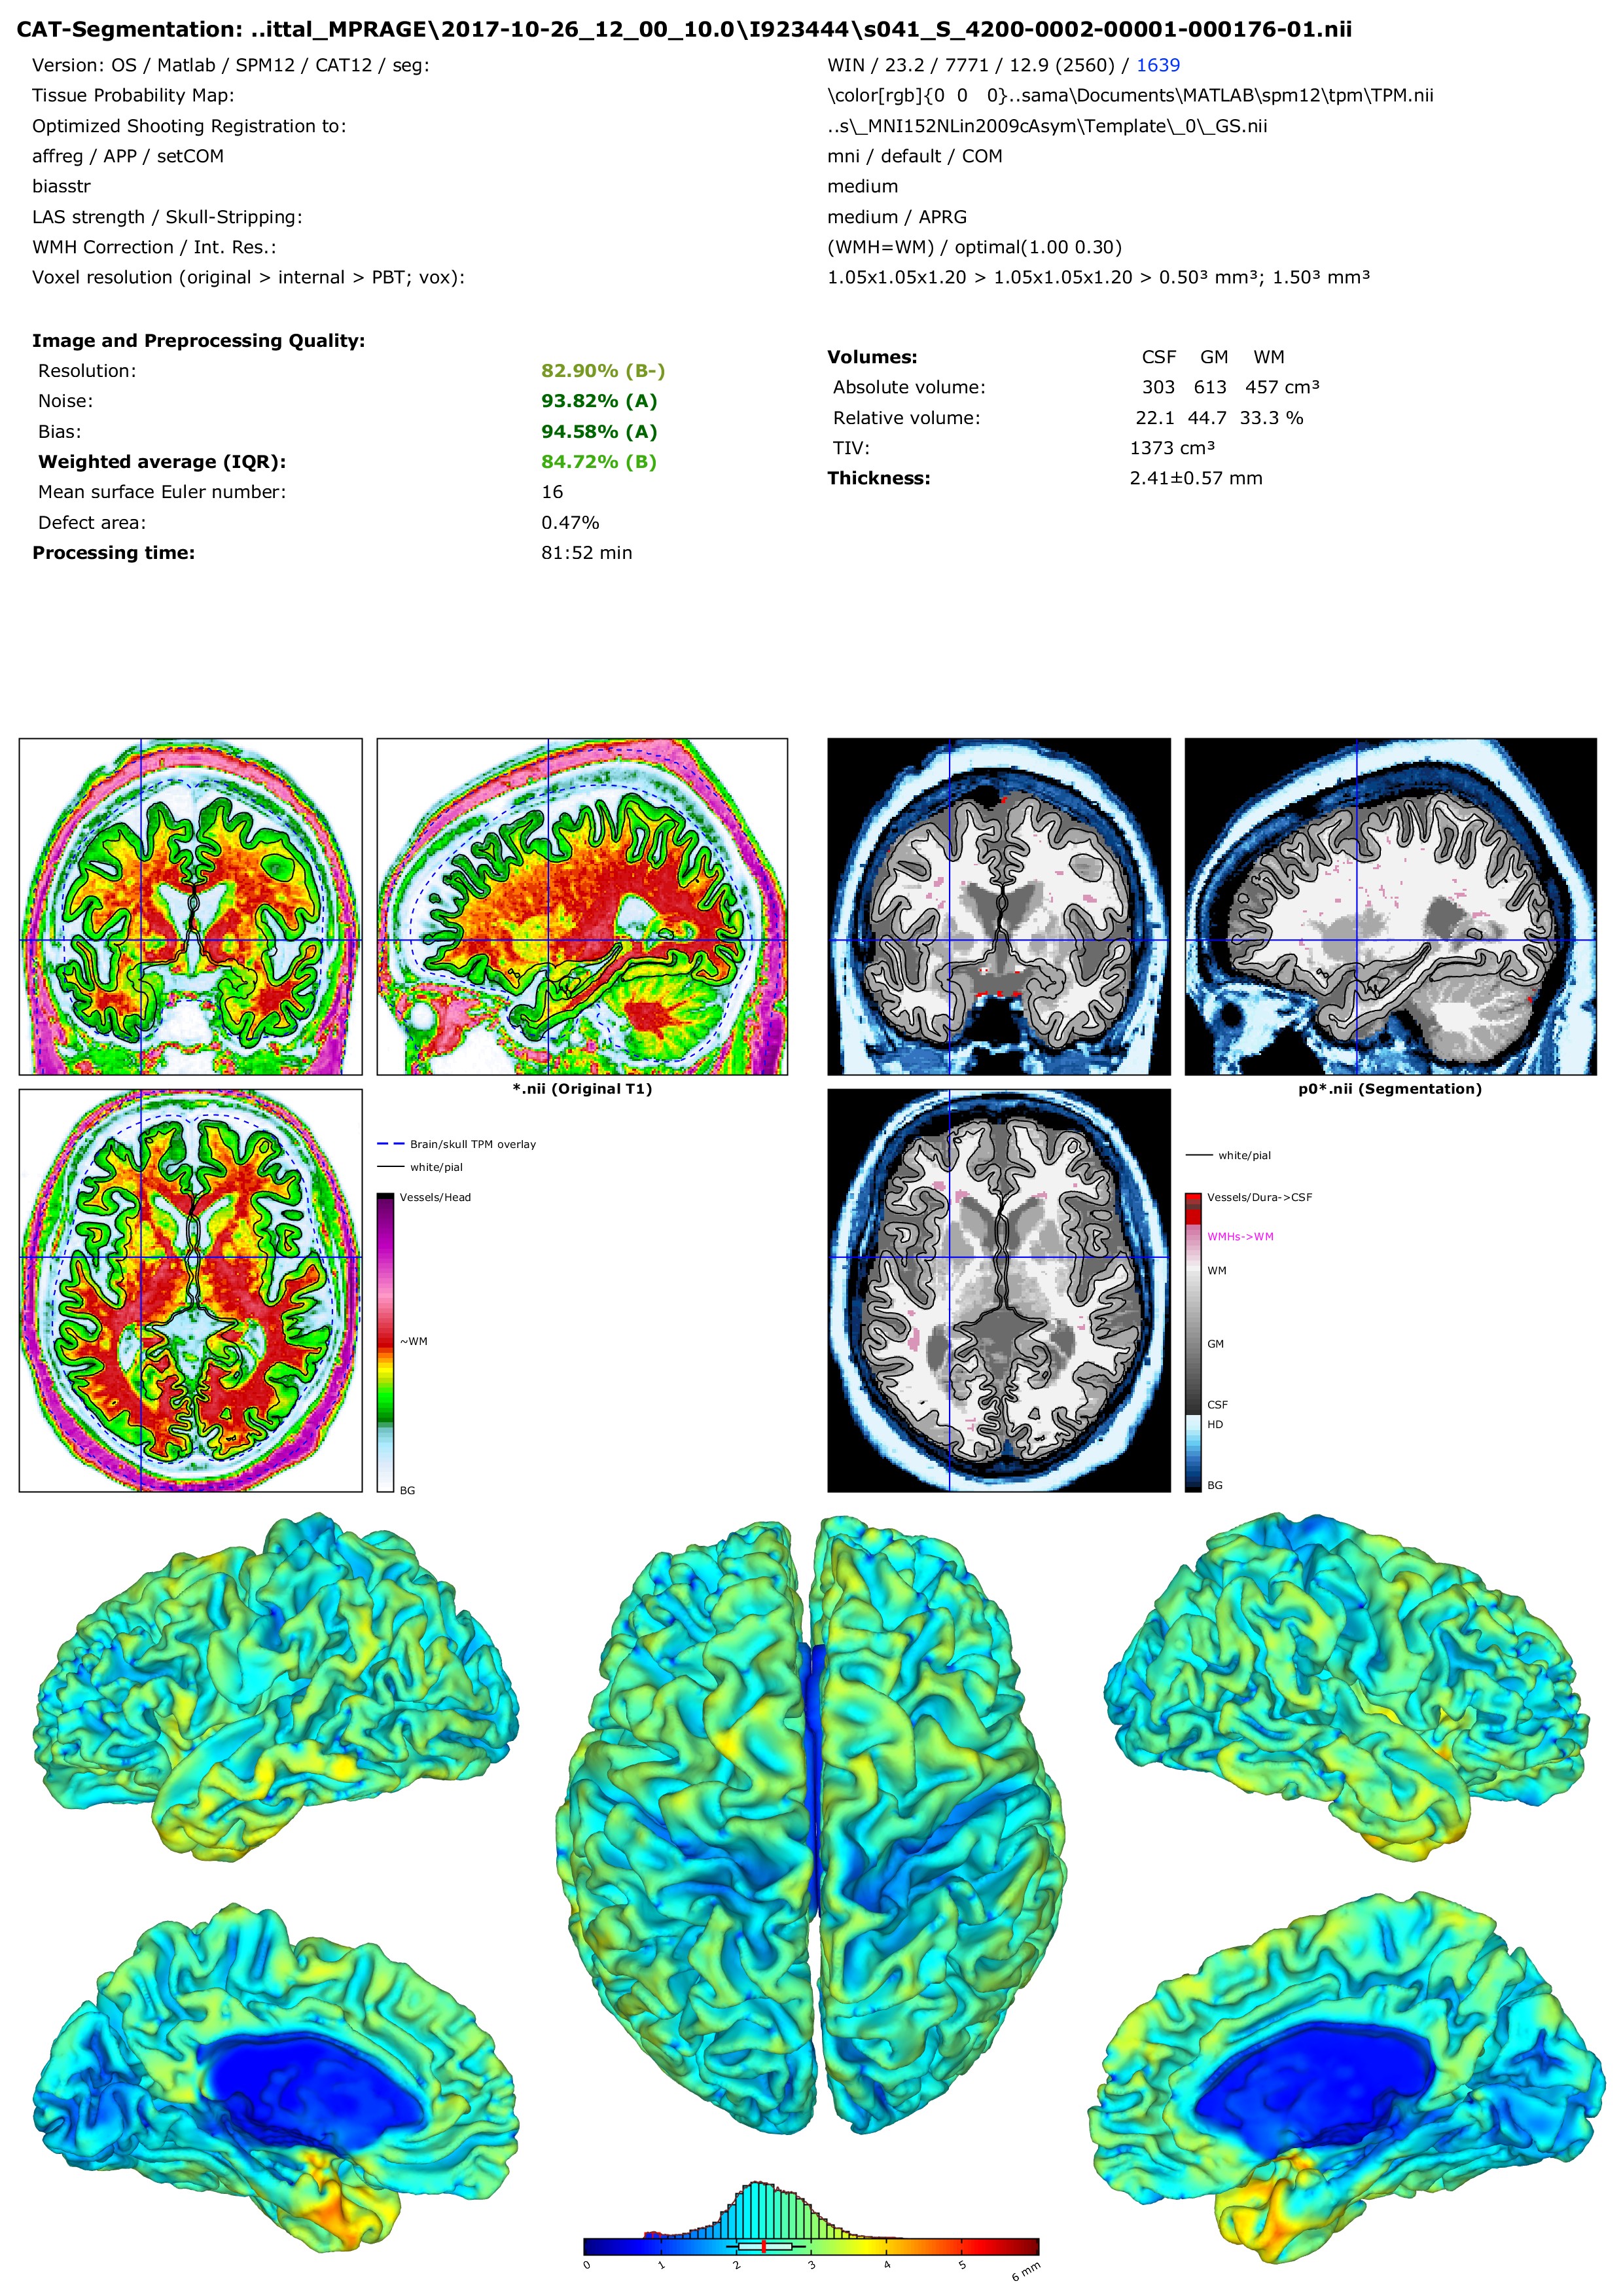 CAT-Segmentation: ..ittal_MPRAGE\2017-10-26_12_00_10.0\I923444\s041_S_4200-0002-00001-000176-01.nii
Version: OS / Matlab / SPM12 / CAT12 / seg: WIN / 23.2 / 7771 / 12.9 (2560) / 1639
Tissue Probability Map: \color[rgb]{0 0 0}..sama\Documents\MATLAB\spm12\tpm\TPM.nii
Optimized Shooting Registration to: ..s\_MNI152NLin2009cAsym\Template\_0\_GS.nii
affreg / APP / setCOM mni / default / COM
biasstr medium
LAS strength / Skull-Stripping: medium / APRG
WMH Correction / Int. Res.: (WMH=WM) / optimal(1.00 0.30)
Voxel resolution (original > internal > PBT; vox): 1.05x1.05x1.20 > 1.05x1.05x1.20 > 0.50³ mm³; 1.50³ mm³
Image and Preprocessing Quality:
Resolution: 82.90% (B-)
Noise: 93.82% (A)
Bias: 94.58% (A)
Weighted average (IQR): 84.72% (B)
Mean surface Euler number: 16
Defect area: 0.47%
Processing time: 81:52 min
Volumes: CSF GM WM
Absolute volume: 303 613 457 cm³
Relative volume: 22.1 44.7 33.3 %
TIV: 1373 cm³
Thickness: 2.41±0.57 mm
*.nii (Original T1)
Brain/skull TPM overlay
white/pial
Vessels/Head
~WM
BG
p0*.nii (Segmentation)
white/pial
Vessels/Dura->CSF
WMHs->WM
WM
GM
CSF
HD
BG
0 1 2 3 4 5 6 mm